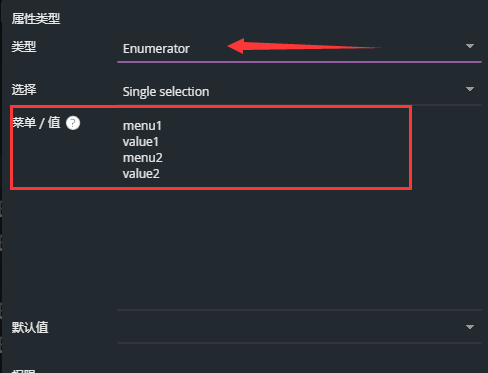 属性类型
类型 Enumerator
选择 Single selection
菜单 / 值 ? menu1
value1
menu2
value2
默认值